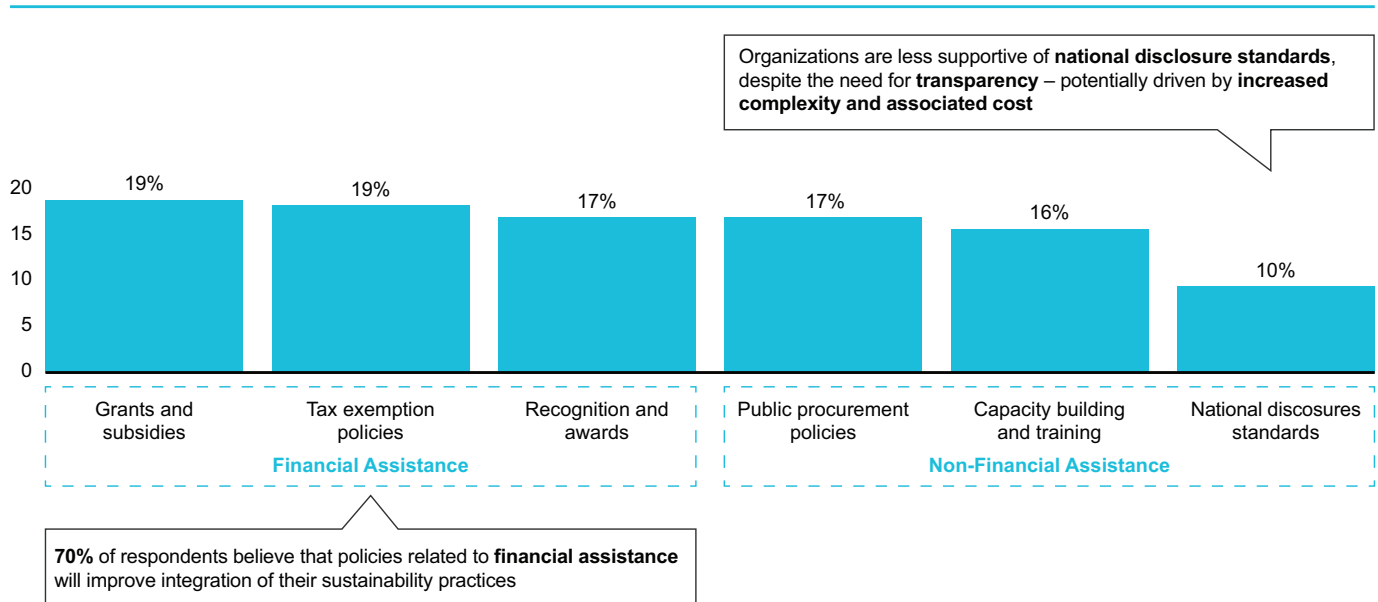 Organizations are less supportive of national disclosure standards,
despite the need for transparency – potentially driven by increased
complexity and associated cost
20
15
10
5
0
19%
19%
17%
17%
16%
10%
Grants and
subsidies
Tax exemption
policies
Recognition and
awards
Public procurement
policies
Capacity building
and training
National discosures
standards
Financial Assistance
Non-Financial Assistance
70% of respondents believe that policies related to financial assistance
will improve integration of their sustainability practices